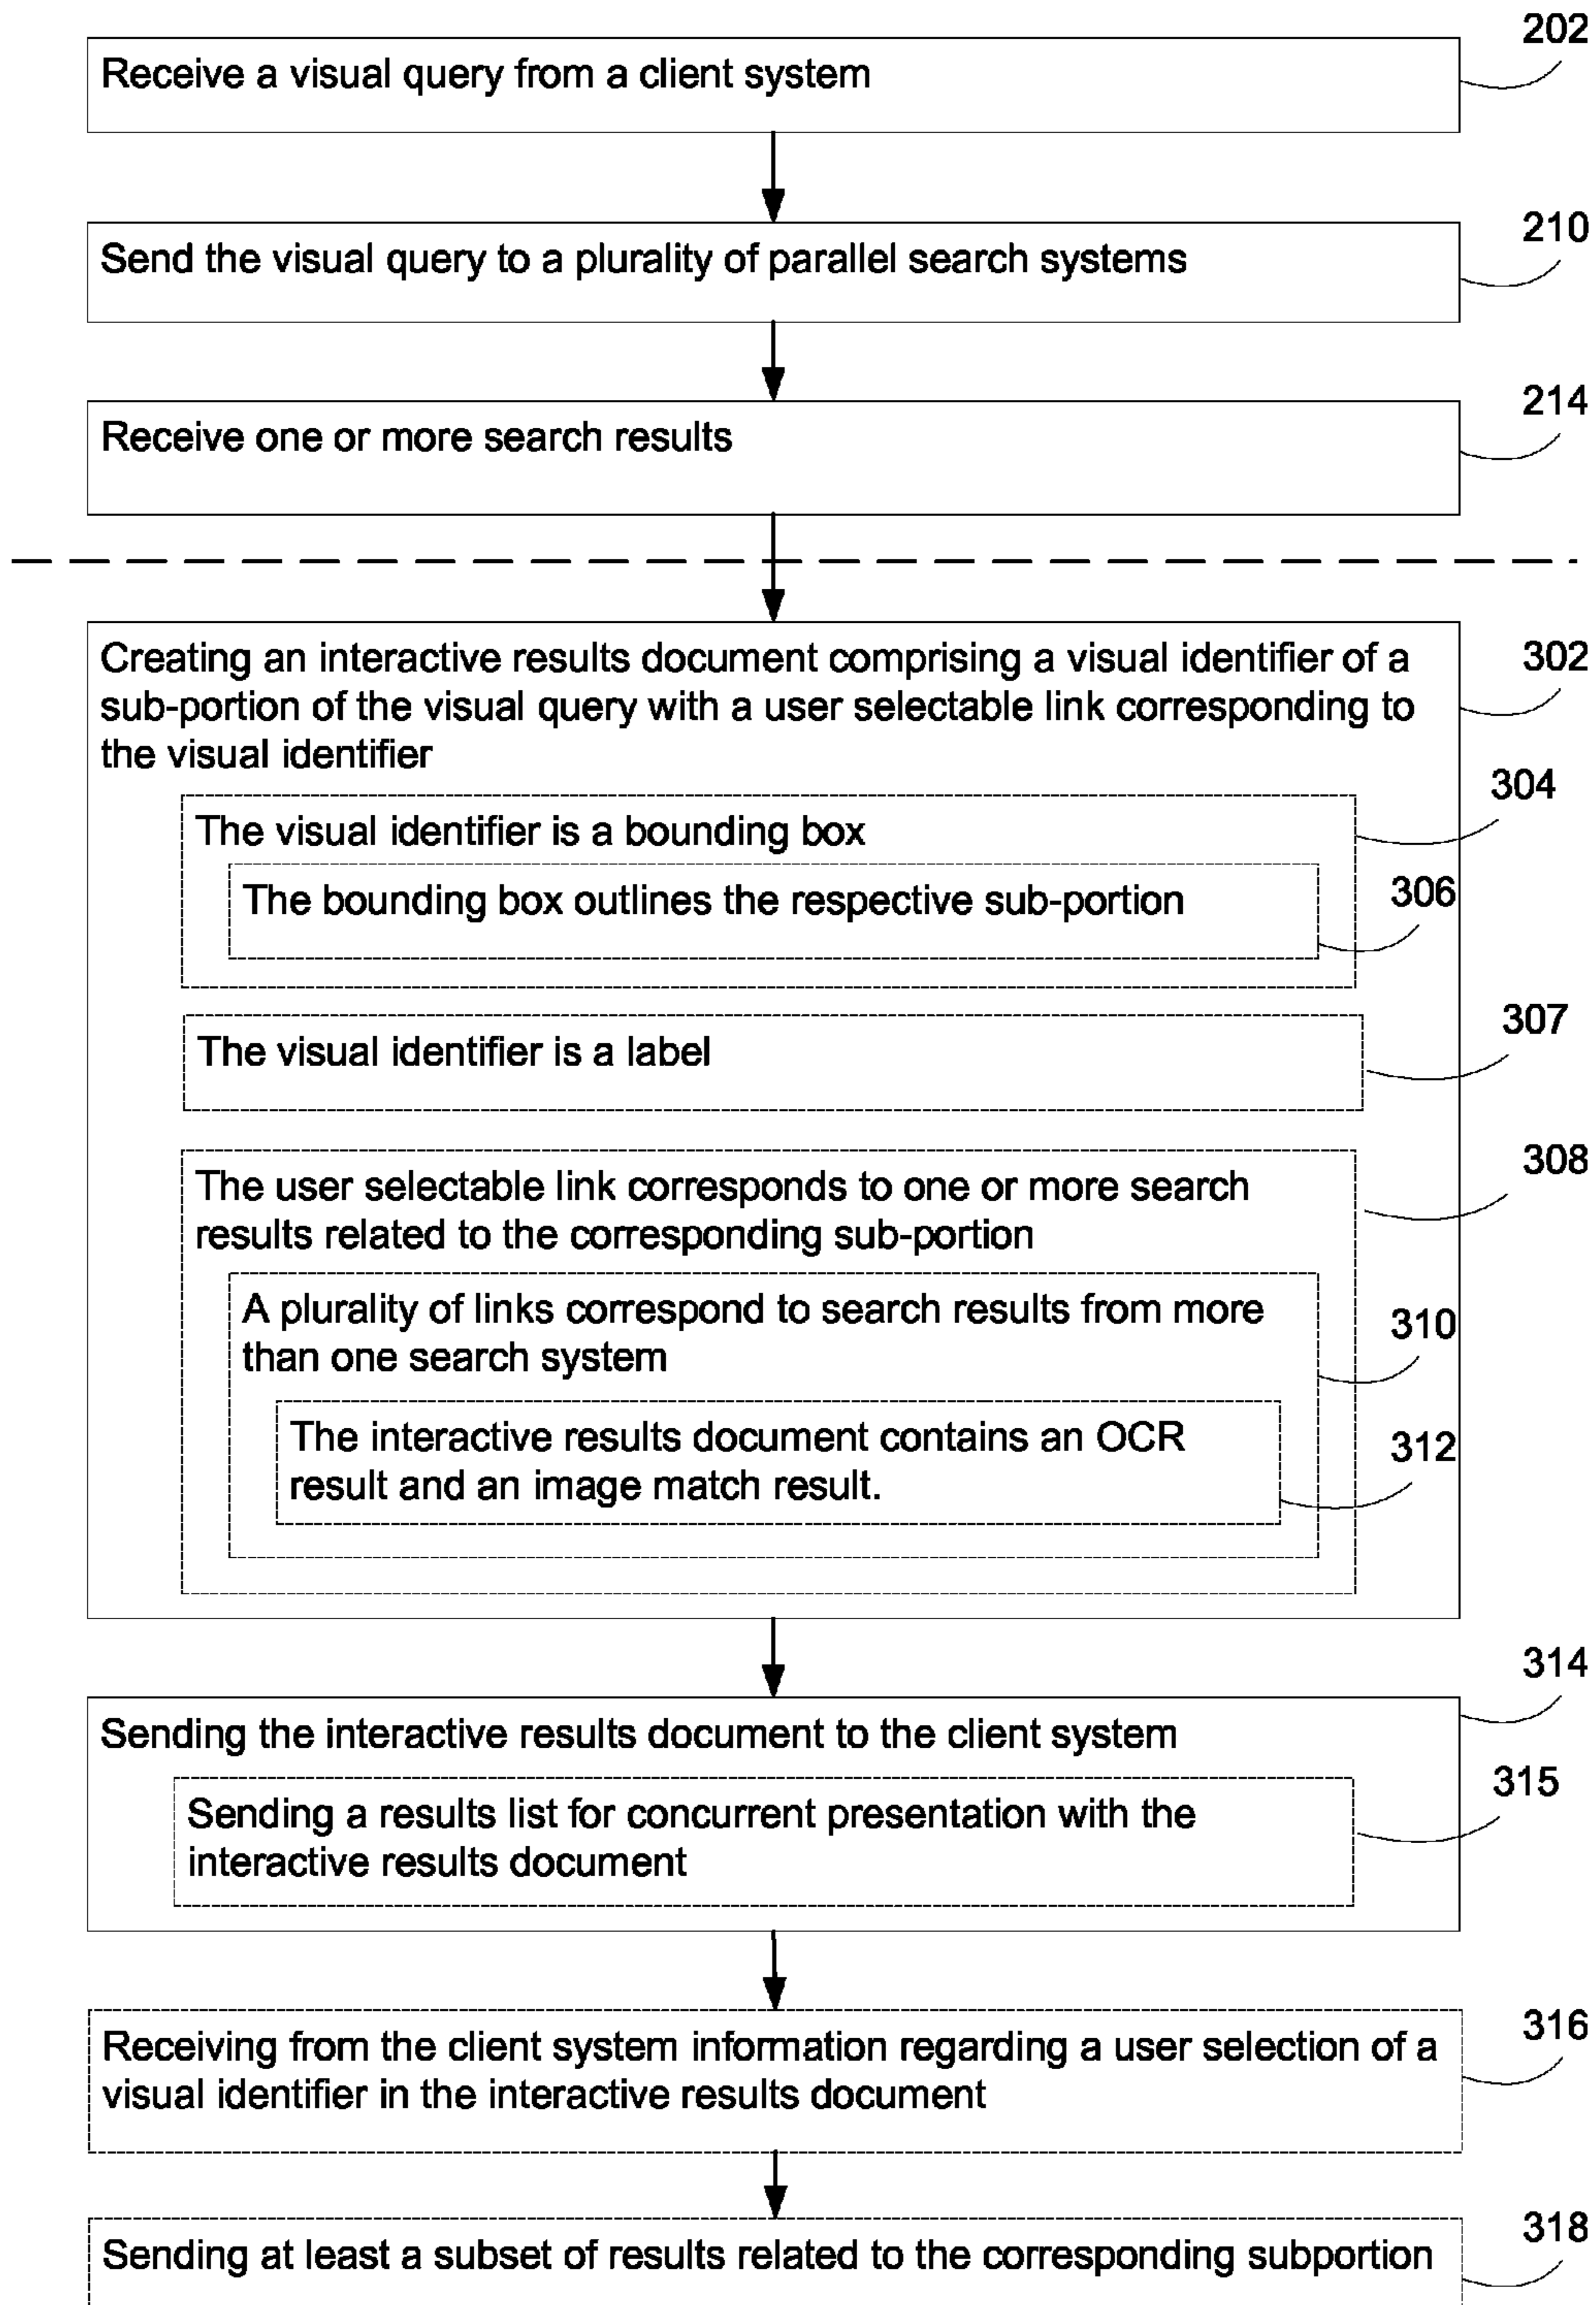 202
Receive a visual query from a client system
210
Send the visual query to a plurality of parallel search systems
214
Receive one or more search results
302
Creating an interactive results document comprising a visual identifier of a
sub-portion of the visual query with a user selectable link corresponding to
the visual identifier
304
The visual identifier is a bounding box
306
The bounding box outlines the respective sub-portion
307
The visual identifier is a label
308
The user selectable link corresponds to one or more search
results related to the corresponding sub-portion
310
A plurality of links correspond to search results from more
than one search system
312
The interactive results document contains an OCR
result and an image match result.
314
Sending the interactive results document to the client system
315
Sending a results list for concurrent presentation with the
interactive results document
316
Receiving from the client system information regarding a user selection of a
visual identifier in the interactive results document
318
Sending at least a subset of results related to the corresponding subportion